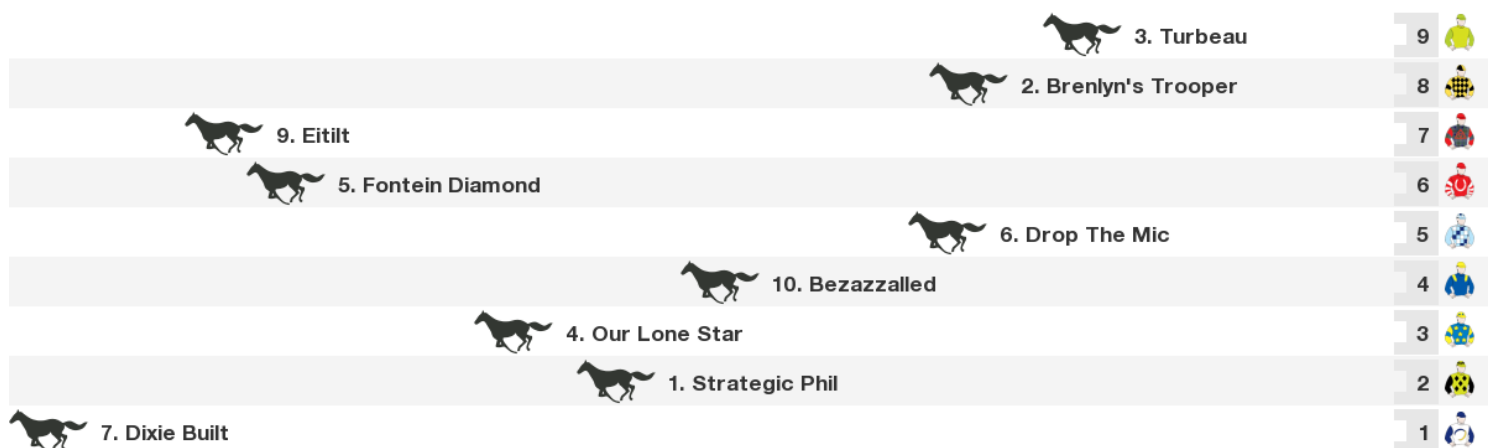 3. Turbeau 9
2. Brenlyn's Trooper 8
9. Eitilt 7
5. Fontein Diamond 6
6. Drop The Mic 5
10. Bezazzalled 4
4. Our Lone Star 3
1. Strategic Phil 2
7. Dixie Built 1